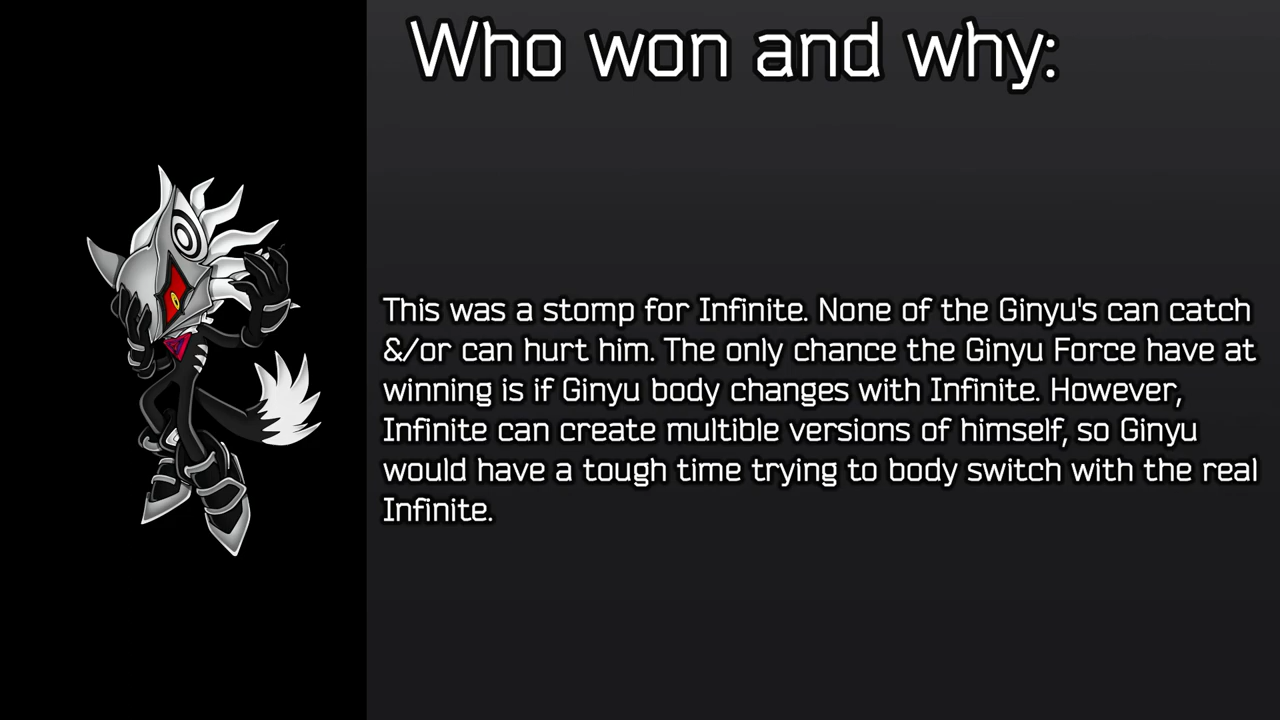 Who won and why:
This was a stomp for Infinite. None of the Ginyu's can catch
&/or can hurt him. The only chance the Ginyu Force have at
winning is if Ginyu body changes with Infinite. However,
Infinite can create multible versions of himself, so Ginyu
would have a tough time trying to body switch with the real
Infinite.